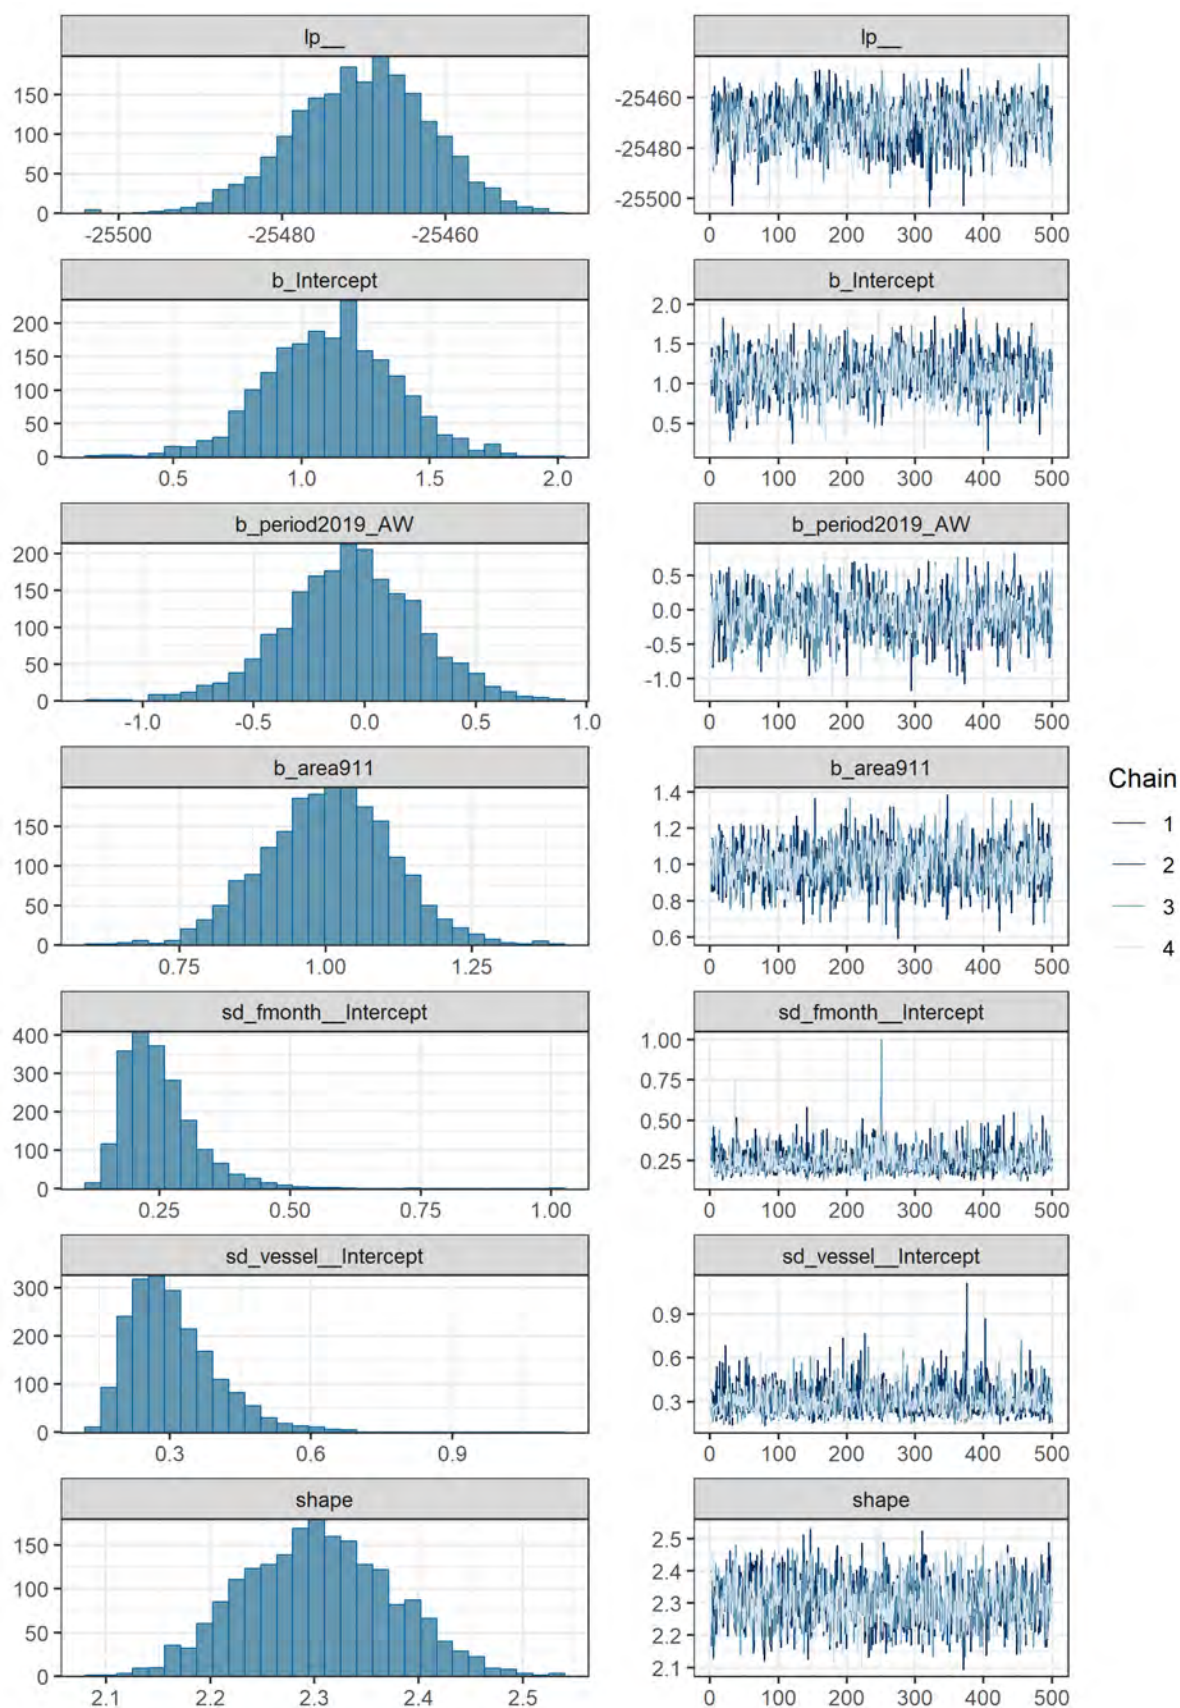 lp__ lp__
150
100
50
0
-25500 -25480 -25460
-25460
-25480
-25500
0 100 200 300 400 500
b_Intercept b_Intercept
200
150
100
50
0
0.5 1.0 1.5 2.0
2.0
1.5
1.0
0.5
0 100 200 300 400 500
b_period2019_AW b_period2019_AW
200
150
100
50
0
-1.0 -0.5 0.0 0.5 1.0
0.5
0.0
-0.5
-1.0
0 100 200 300 400 500
b_area911 b_area911
150
100
50
0
0.75 1.00 1.25
1.4
1.2
1.0
0.8
0.6
0 100 200 300 400 500
Chain
1
2
3
4
sd_fmonth__Intercept sd_fmonth__Intercept
400
300
200
100
0
0.25 0.50 0.75 1.00
1.00
0.75
0.50
0.25
0 100 200 300 400 500
sd_vessel__Intercept sd_vessel__Intercept
300
200
100
0
0.3 0.6 0.9
0.9
0.6
0.3
0 100 200 300 400 500
shape shape
150
100
50
0
2.1 2.2 2.3 2.4 2.5
2.5
2.4
2.3
2.2
2.1
0 100 200 300 400 500